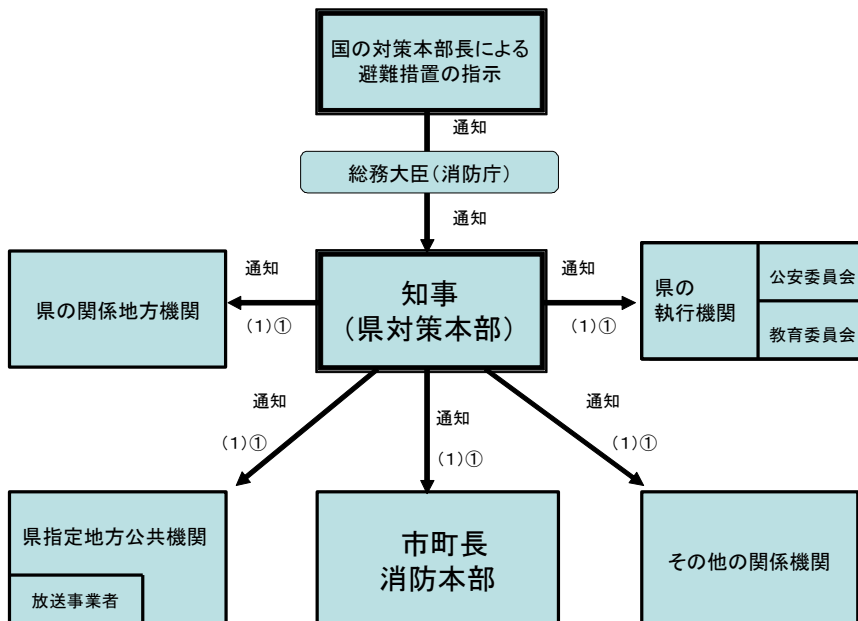 国の対策本部長による
避難措置の指示
通知
総務大臣（消防庁）
通知
県の関係地方機関
通知
(1)①
知事
（県対策本部）
通知
(1)①
県の
執行機関
公安委員会
教育委員会
通知
(1)①
通知
(1)①
通知
(1)①
県指定地方公共機関
放送事業者
市町長
消防本部
その他の関係機関